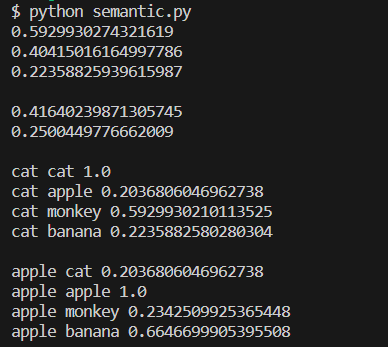 $ python semantic.py
0.5929930274321619
0.40415016164997786
0.22358825939615987
0.41640239871305745
0.2500449776662009
cat cat 1.0
cat apple 0.2036806046962738
cat monkey 0.5929930210113525
cat banana 0.2235882580280304
apple cat 0.2036806046962738
apple apple 1.0
apple monkey 0.2342509925365448
apple banana 0.6646699905395508